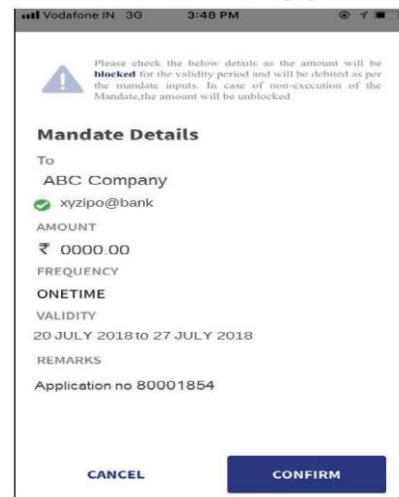 Vodafone IN 3G 3:48 PM
Please check the below details as the amount will be
blocked for the validity period and will be debited as per
the mandate inputs. In case of non-execution of the
Mandate,the amount will be unblocked
Mandate Details
To
ABC Company
xyzipo@bank
AMOUNT
₹ 0000.00
FREQUENCY
ONETIME
VALIDITY
20 JULY 2018 to 27 JULY 2018
REMARKS
Application no 80001854
CANCEL CONFIRM